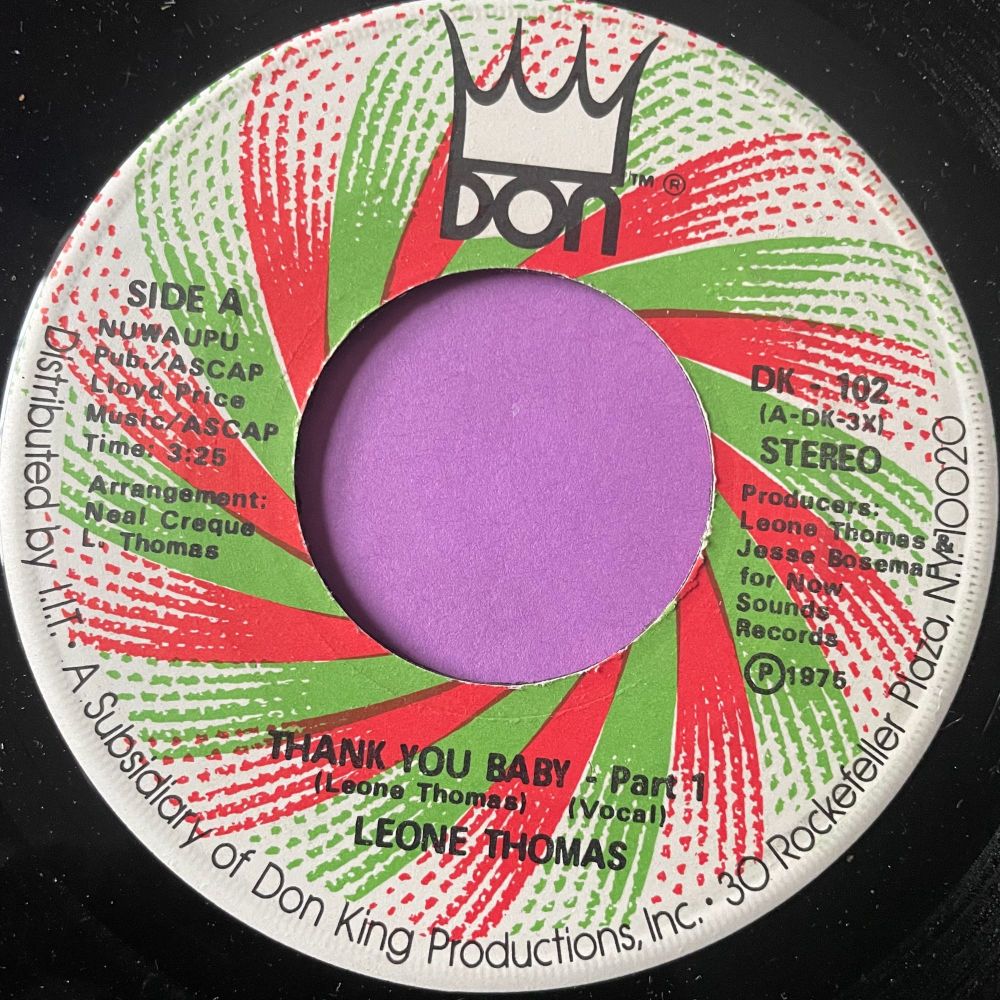 DON TM ®
SIDE A
NUWAUPU
Pub./ASCAP
Lloyd Price
Music/ASCAP
Time: 3:25
Arrangement:
Neal Creque
L. Thomas
DK - 102
(A-DK-3X)
STEREO
Producers:
Leone Thomas &
Jesse Boseman
for Now
Sounds
Records
Ⓟ1975
THANK YOU BABY - Part 1
(Leone Thomas) (Vocal)
LEONE THOMAS
Distributed by I.I.T. • A Subsidiary of Don King Productions, Inc. • 30 Rockefeller Plaza, N.Y. 10020